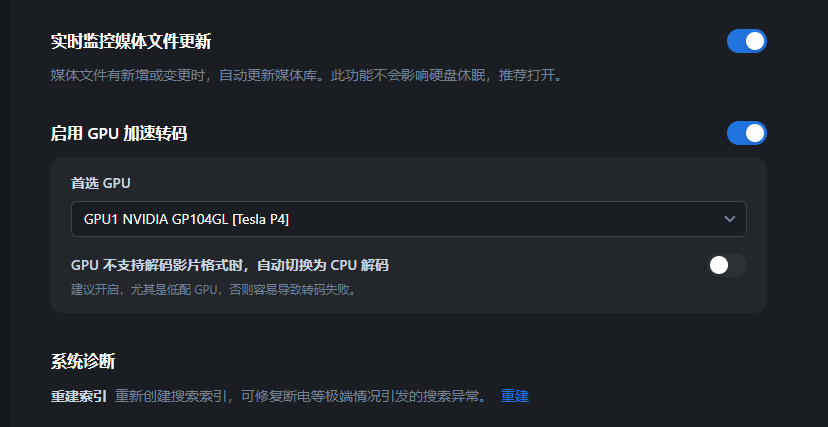 实时监控媒体文件更新
媒体文件有新增或变更时，自动更新媒体库。此功能不会影响硬盘休眠，推荐打开。
启用 GPU 加速转码
首选 GPU
GPU1 NVIDIA GP104GL [Tesla P4]
GPU 不支持解码影片格式时，自动切换为 CPU 解码
建议开启，尤其是低配 GPU，否则容易导致转码失败。
系统诊断
重建索引 重新创建搜索索引，可修复断电等极端情况引发的搜索异常。 重建